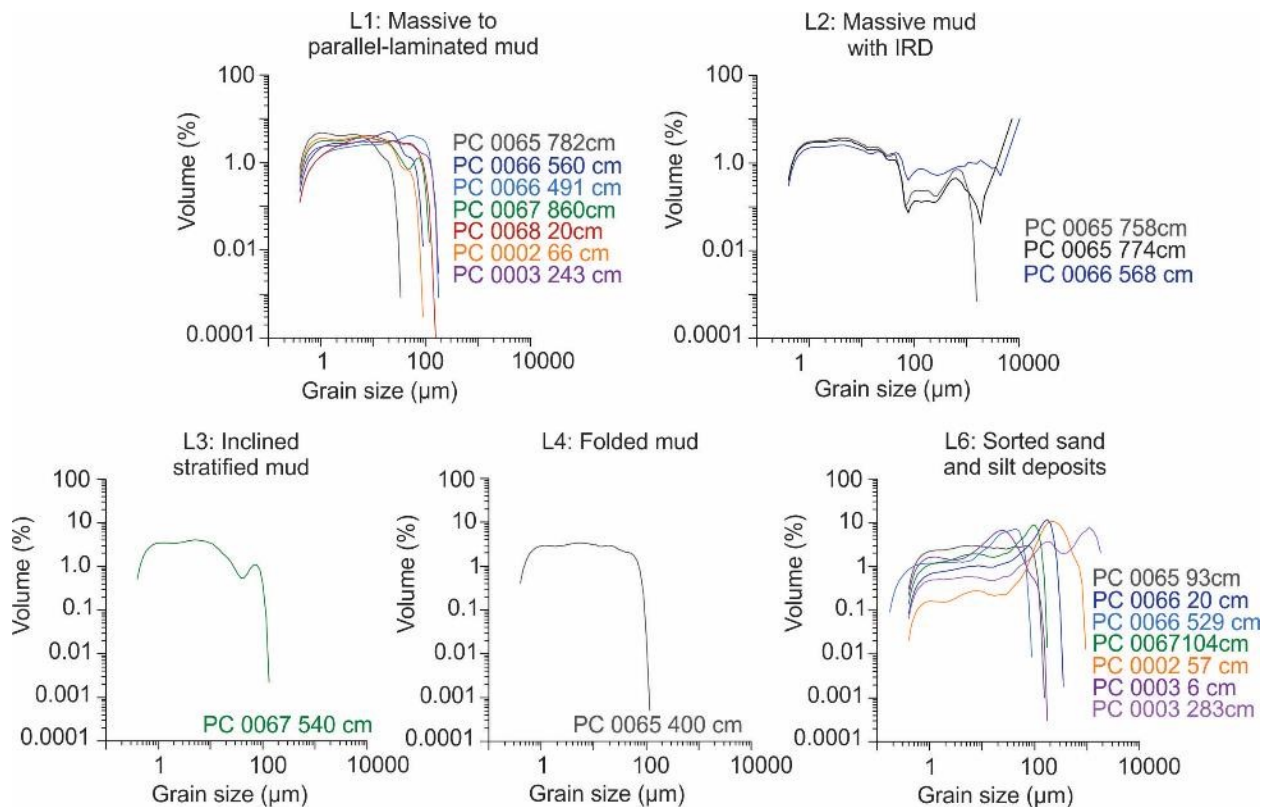 L1: Massive to
parallel-laminated mud
100
1.0
0.01
0.0001
Volume (%)
1
100
10000
Grain size (µm)
PC 0065 782cm
PC 0066 560 cm
PC 0066 491 cm
PC 0067 860cm
PC 0068 20cm
PC 0002 66 cm
PC 0003 243 cm
L2: Massive mud
with IRD
100
1.0
0.01
0.0001
Volume (%)
1
100
10000
Grain size (µm)
PC 0065 758cm
PC 0065 774cm
PC 0066 568 cm
L3: Inclined
stratified mud
100
10
1.0
0.1
0.01
0.001
0.0001
Volume (%)
PC 0067 540 cm
1
100
10000
Grain size (µm)
L4: Folded mud
100
10
1.0
0.1
0.01
0.001
0.0001
Volume (%)
PC 0065 400 cm
1
100
10000
Grain size (µm)
L6: Sorted sand
and silt deposits
100
10
1.0
0.1
0.01
0.001
0.0001
Volume (%)
PC 0065 93cm
PC 0066 20 cm
PC 0066 529 cm
PC 0067104cm
PC 0002 57 cm
PC 0003 6 cm
PC 0003 283cm
1
100
10000
Grain size (µm)